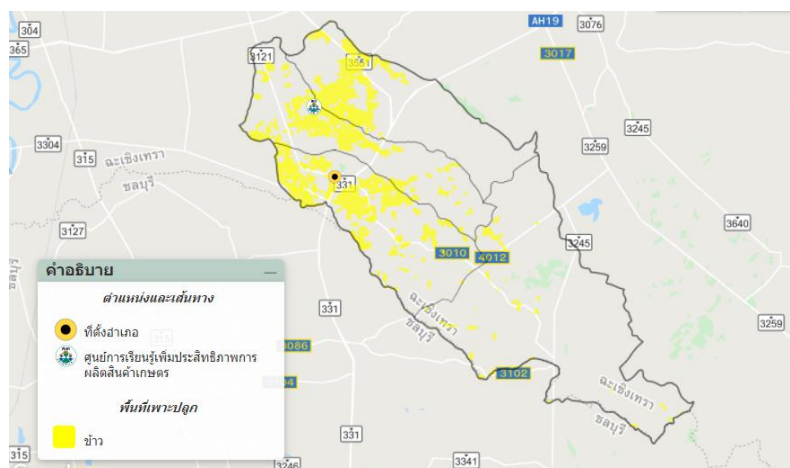 304
365
3121
3551
AH19
3076
3017
3304
315
ฉะเชิงเทรา
ชลบุรี
3245
3259
331
3127
3640
3245
3010
4012
ชลบุรี
คำอธิบาย
ตำแหน่งและเส้นทาง
ที่ตั้งอำเภอ
ศูนย์การเรียนรู้เพิ่มประสิทธิภาพการ
ผลิตสินค้าเกษตร
พื้นที่เพาะปลูก
ข้าว
331
ฉะเชิงเทรา
ชลบุรี
3259
3086
3102
ฉะเชิงเทรา
ชลบุรี
331
315
3246
3341